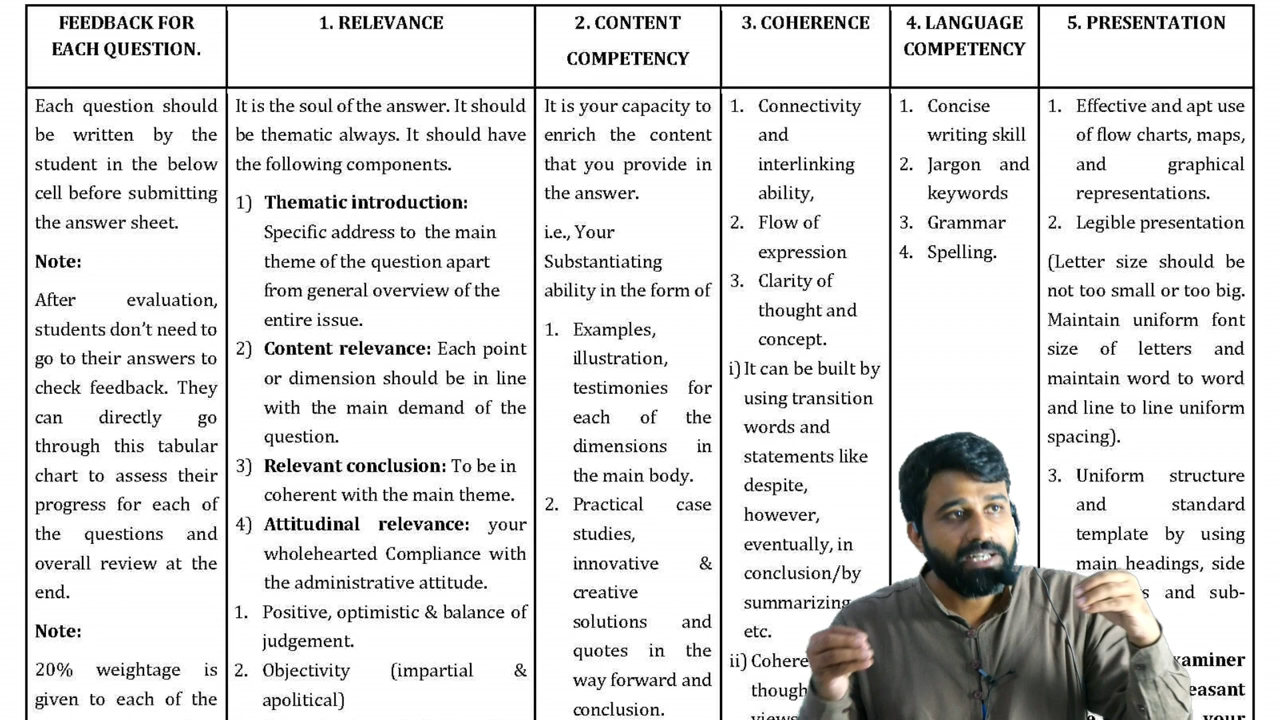 FEEDBACK FOR
EACH QUESTION.
Each question should
be written by the
student in the below
cell before submitting
the answer sheet.
Note:
After evaluation,
students don't need to
go to their answers to
check feedback. They
can directly go
through this tabular
chart to assess their
progress for each of
the questions and
overall review at the
end.
Note:
20% weightage is
given to each of the
1. RELEVANCE
It is the soul of the answer. It should
be thematic always. It should have
the following components.
1) Thematic introduction:
Specific address to the main
theme of the question apart
from general overview of the
entire issue.
2) Content relevance: Each point
or dimension should be in line
with the main demand of the
question.
3) Relevant conclusion: To be in
coherent with the main theme.
4) Attitudinal relevance: your
wholehearted Compliance with
the administrative attitude.
1. Positive, optimistic & balance of
judgement.
2. Objectivity (impartial &
apolitical)
2. CONTENT
COMPETENCY
It is your capacity to
enrich the content
that you provide in
the answer.
i.e., Your
Substantiating
ability in the form of
1. Examples,
illustration,
testimonies for
each of the
dimensions in
the main body.
2. Practical case
studies,
innovative &
creative
solutions and
quotes in the
way forward and
conclusion.
3. COHERENCE
1. Connectivity
and
interlinking
ability,
2. Flow of
expression
3. Clarity of
thought and
concept.
i) It can be built by
using transition
words and
statements like
despite,
however,
eventually, in
conclusion/by
summarizing
etc.
ii) Cohere
though
views
4. LANGUAGE
COMPETENCY
1. Concise
writing skill
2. Jargon and
keywords
3. Grammar
4. Spelling.
5. PRESENTATION
1. Effective and apt use
of flow charts, maps,
and graphical
representations.
2. Legible presentation
(Letter size should be
not too small or too big.
Maintain uniform font
size of letters and
maintain word to word
and line to line uniform
spacing).
3. Uniform structure
and standard
template by using
main headings, side
and sub-
xaminer
easant
your